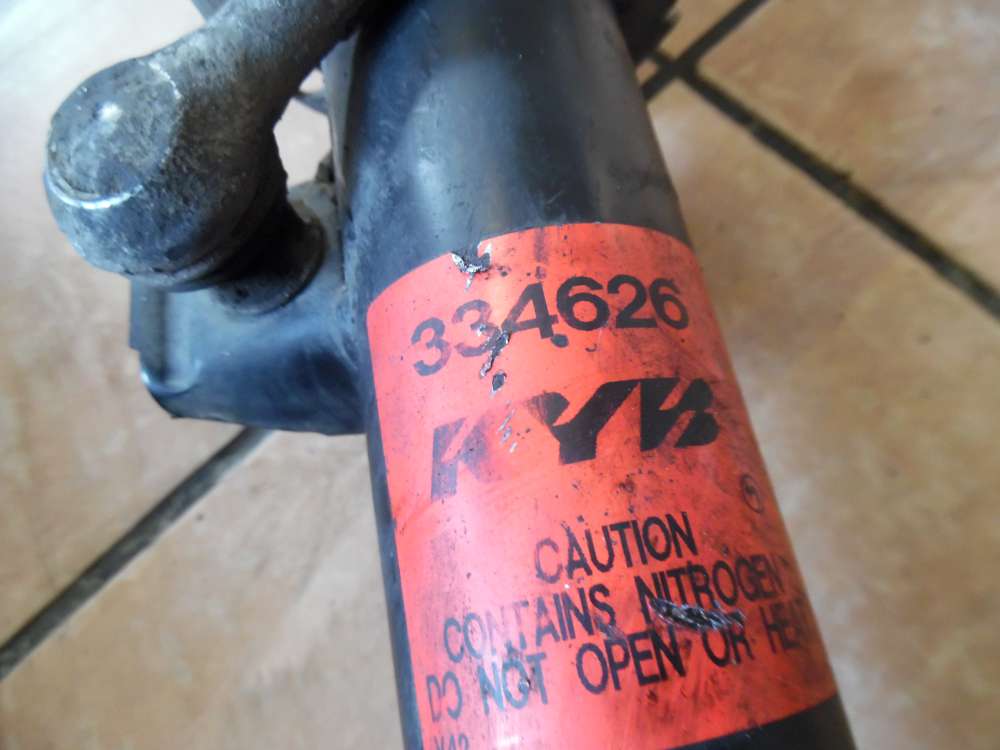 334626
KYB
CAUTION
CONTAINS NITROGEN
DO NOT OPEN OR HEAT